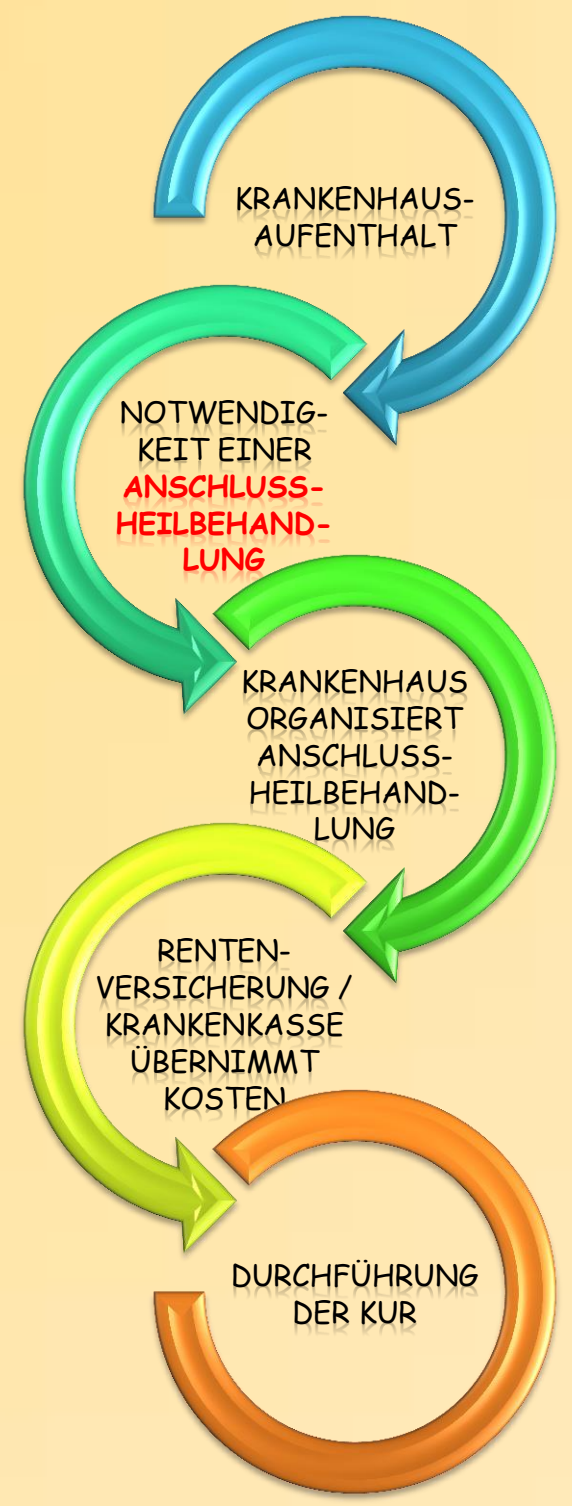 KRANKENHAUS-
AUFENTHALT
NOTWENDIG-
KEIT EINER
ANSCHLUSS-
HEILBEHAND-
LUNG
KRANKENHAUS
ORGANISIERT
ANSCHLUSS-
HEILBEHAND-
LUNG
RENTEN-
VERSICHERUNG /
KRANKENKASSE
ÜBERNIMMT
KOSTEN
DURCHFÜHRUNG
DER KUR